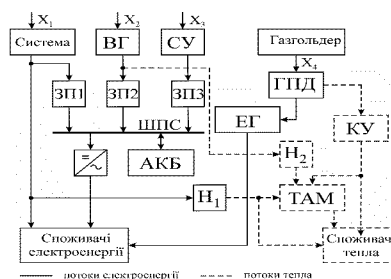 X₁
X₂
X₃
Система
ВГ
СУ
Газгольдер
X₄
ЗП1
ЗП2
ЗП3
ГПД
ШПС
ЕГ
КУ
АКБ
Н₂
Н₁
ТАМ
Споживачі електроенергії
Споживач тепла
потоки електроенергії
потоки тепла